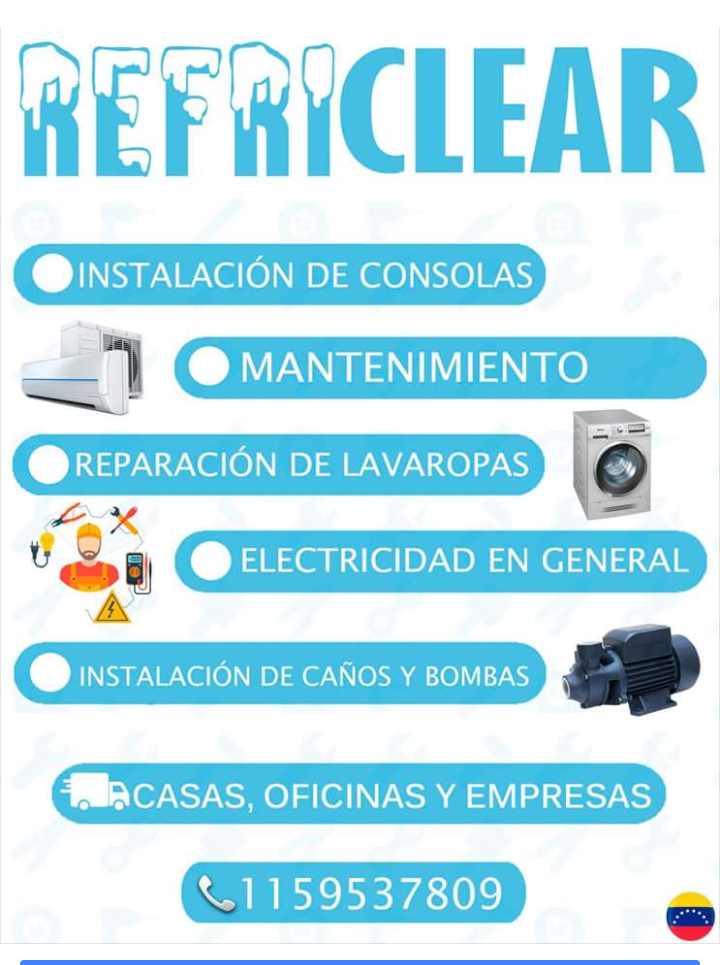 REFRICLEAR
INSTALACIÓN DE CONSOLAS
MANTENIMIENTO
REPARACIÓN DE LAVAROPAS
ELECTRICIDAD EN GENERAL
INSTALACIÓN DE CAÑOS Y BOMBAS
CASAS, OFICINAS Y EMPRESAS
1159537809